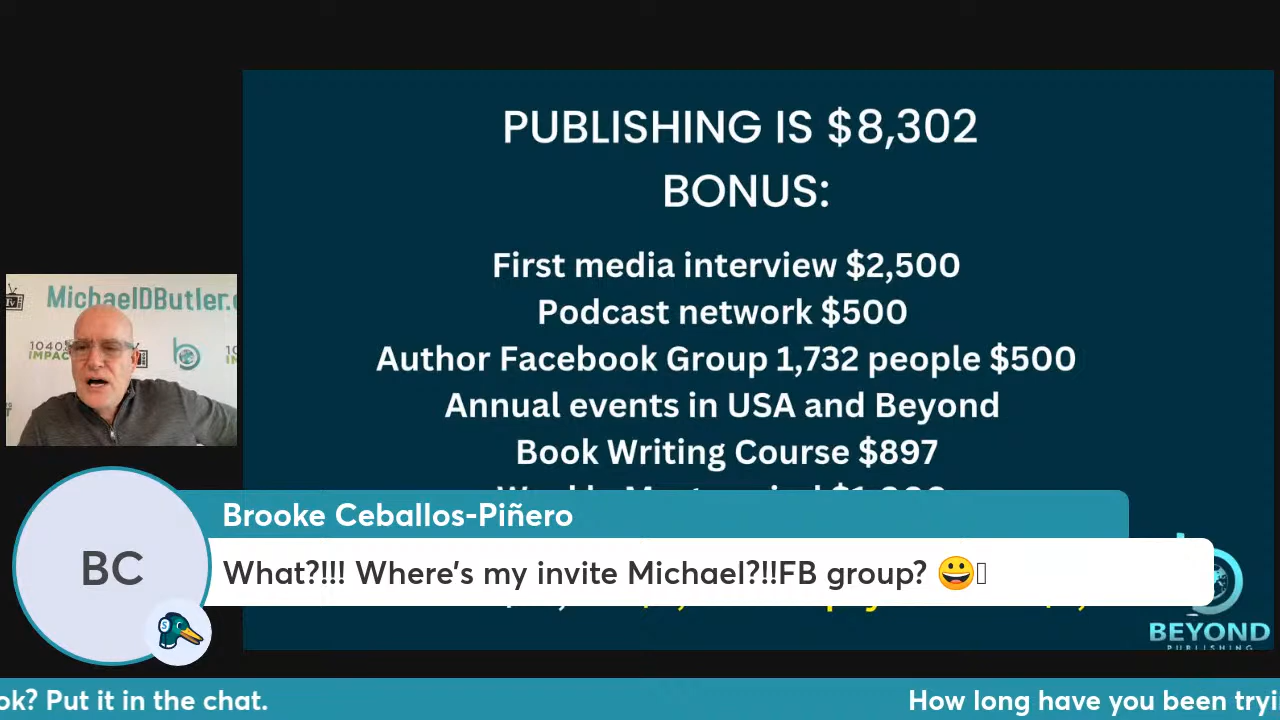 PUBLISHING IS $8,302
BONUS:
First media interview $2,500
Podcast network $500
Author Facebook Group 1,732 people $500
Annual events in USA and Beyond
Book Writing Course $897
MichaelDButler.
1040
IMPACT
BC
Brooke Ceballos-Piñero
What?!!! Where's my invite Michael?!!FB group? 😀
BEYOND
PUBLISHING
ok? Put it in the chat.
How long have you been tryi